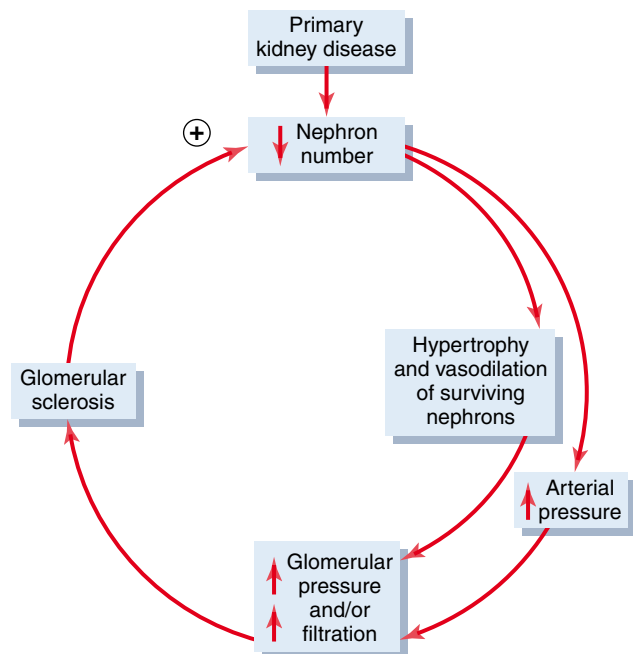 Primary
kidney disease
+
Nephron
number
Hypertrophy
and vasodilation
of surviving
nephrons
Glomerular
sclerosis
Arterial
pressure
Glomerular
pressure
and/or
filtration